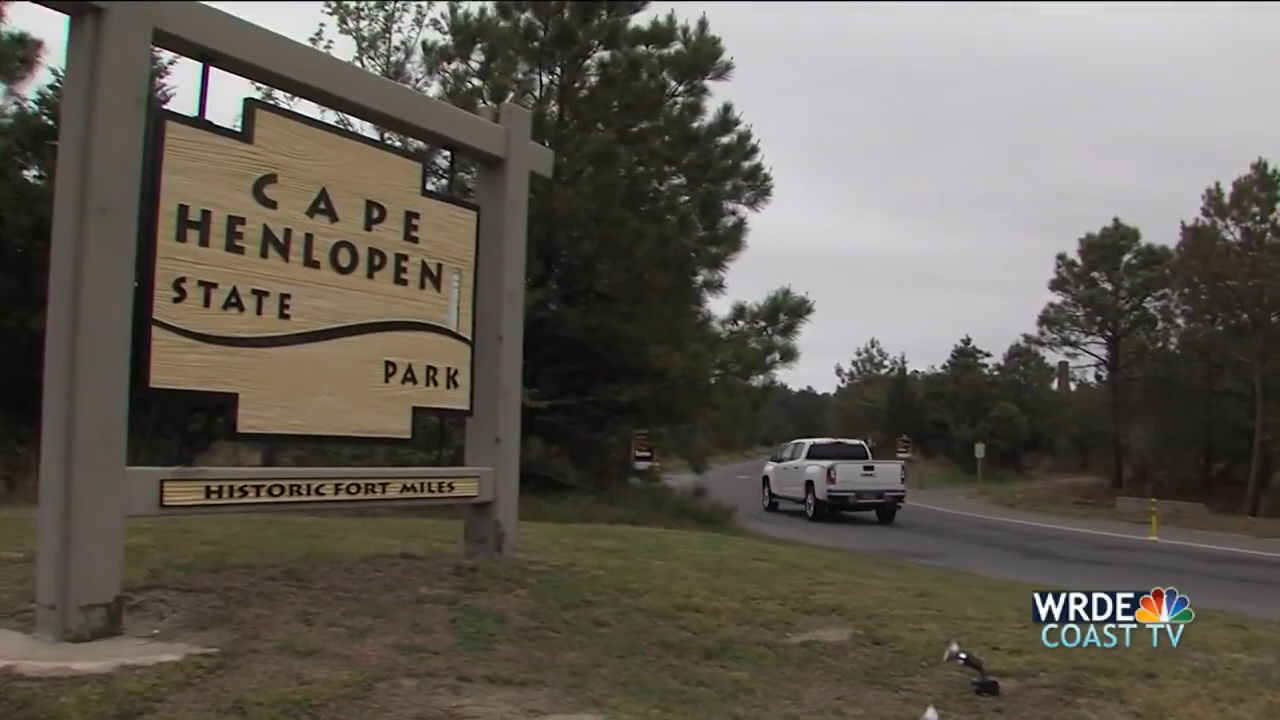 CAPE
HENLOPEN
STATE
PARK
HISTORIC FORT MILES
WRDE
COAST TV